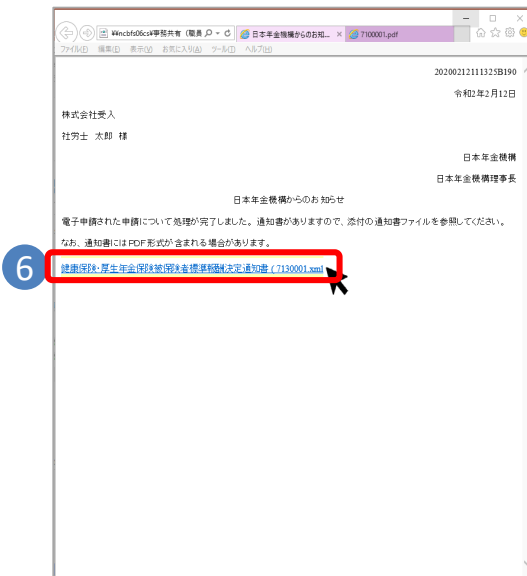 ¥¥ncbfs06cs¥事務共有 (職員
日本年金機構からのお知...
7100001.pdf
ファイル(F) 編集(E) 表示(V) お気に入り(A) ツール(T) ヘルプ(H)
20200212111325B190
令和2年2月12日
株式会社受入
社労士 太郎 様
日本年金機構
日本年金機構理事長
日本年金機構からのお知らせ
電子申請された申請について処理が完了しました。通知書がありますので、添付の通知書ファイルを参照してください。
なお、通知書にはPDF形式が含まれる場合があります。
6
健康保険・厚生年金保険被保険者標準報酬決定通知書 ( 7130001.xml